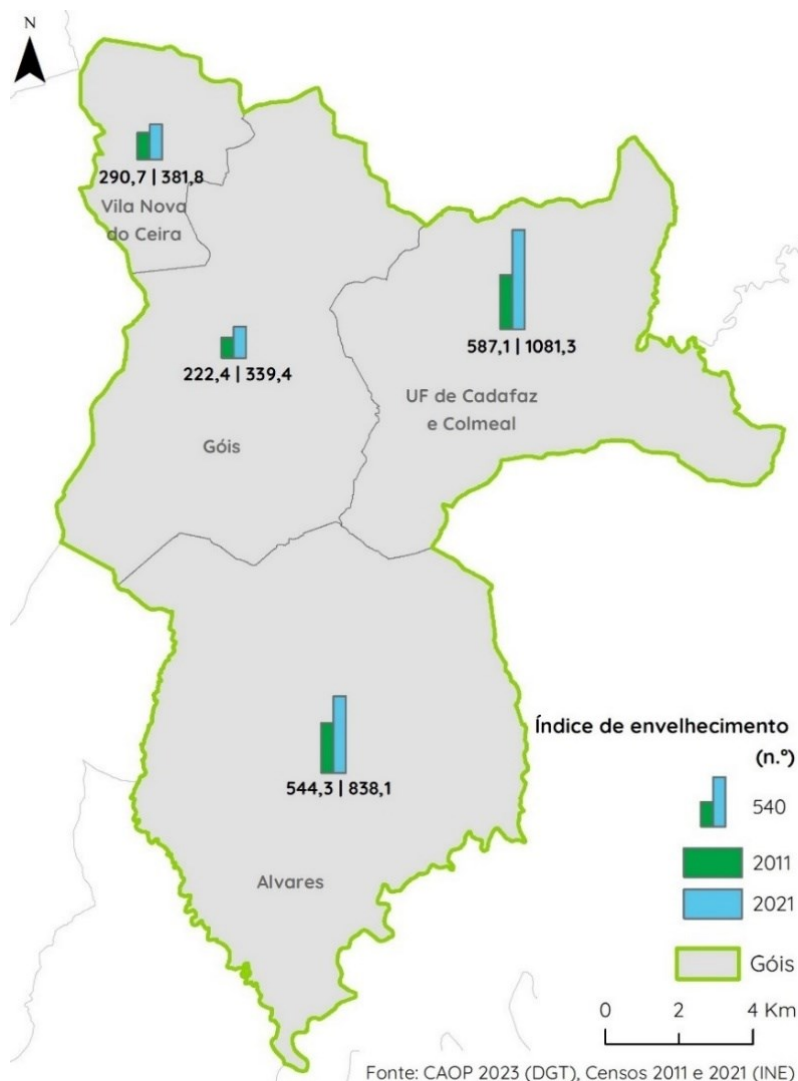 N
290,7 | 381,8
Vila Nova
do Ceira
587,1 | 1081,3
222,4 | 339,4
UF de Cadafaz
e Colmeal
Góis
544,3 | 838,1
Alvares
Índice de envelhecimento
(n.º)
540
2011
2021
Góis
0 2 4 Km
Fonte: CAOP 2023 (DGT), Censos 2011 e 2021 (INE)